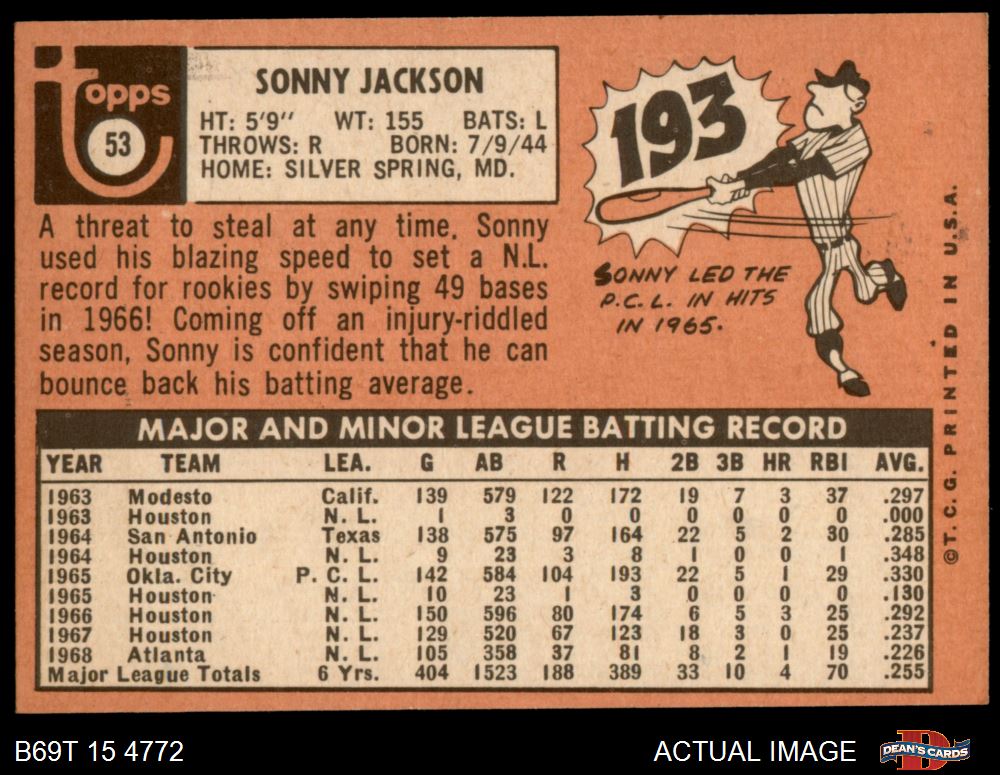 topps
53
SONNY JACKSON
HT: 5'9" WT: 155 BATS: L
THROWS: R BORN: 7/9/44
HOME: SILVER SPRING, MD.
193
SONNY LED THE
P.C.L. IN HITS
IN 1965.
A threat to steal at any time, Sonny
used his blazing speed to set a N.L.
record for rookies by swiping 49 bases
in 1966! Coming off an injury-riddled
season, Sonny is confident that he can
bounce back his batting average.
MAJOR AND MINOR LEAGUE BATTING RECORD
YEAR TEAM LEA. G AB R H 2B 3B HR RBI AVG.
1963 Modesto Calif. 139 579 122 172 19 7 3 37 .297
1963 Houston N. L. 1 3 0 0 0 0 0 0 .000
1964 San Antonio Texas 138 575 97 164 22 5 2 30 .285
1964 Houston N. L. 9 23 3 8 1 0 0 1 .348
1965 Okla. City P. C. L. 142 584 104 193 22 5 1 29 .330
1965 Houston N. L. 10 23 1 3 0 0 0 0 .130
1966 Houston N. L. 150 596 80 174 6 5 3 25 .292
1967 Houston N. L. 129 520 67 123 18 3 0 25 .237
1968 Atlanta N. L. 105 358 37 81 8 2 1 19 .226
Major League Totals 6 Yrs. 404 1523 188 389 33 10 4 70 .255
©T.C.G. PRINTED IN U.S.A.
B69T 15 4772
ACTUAL IMAGE
D
DEAN'S CARDS